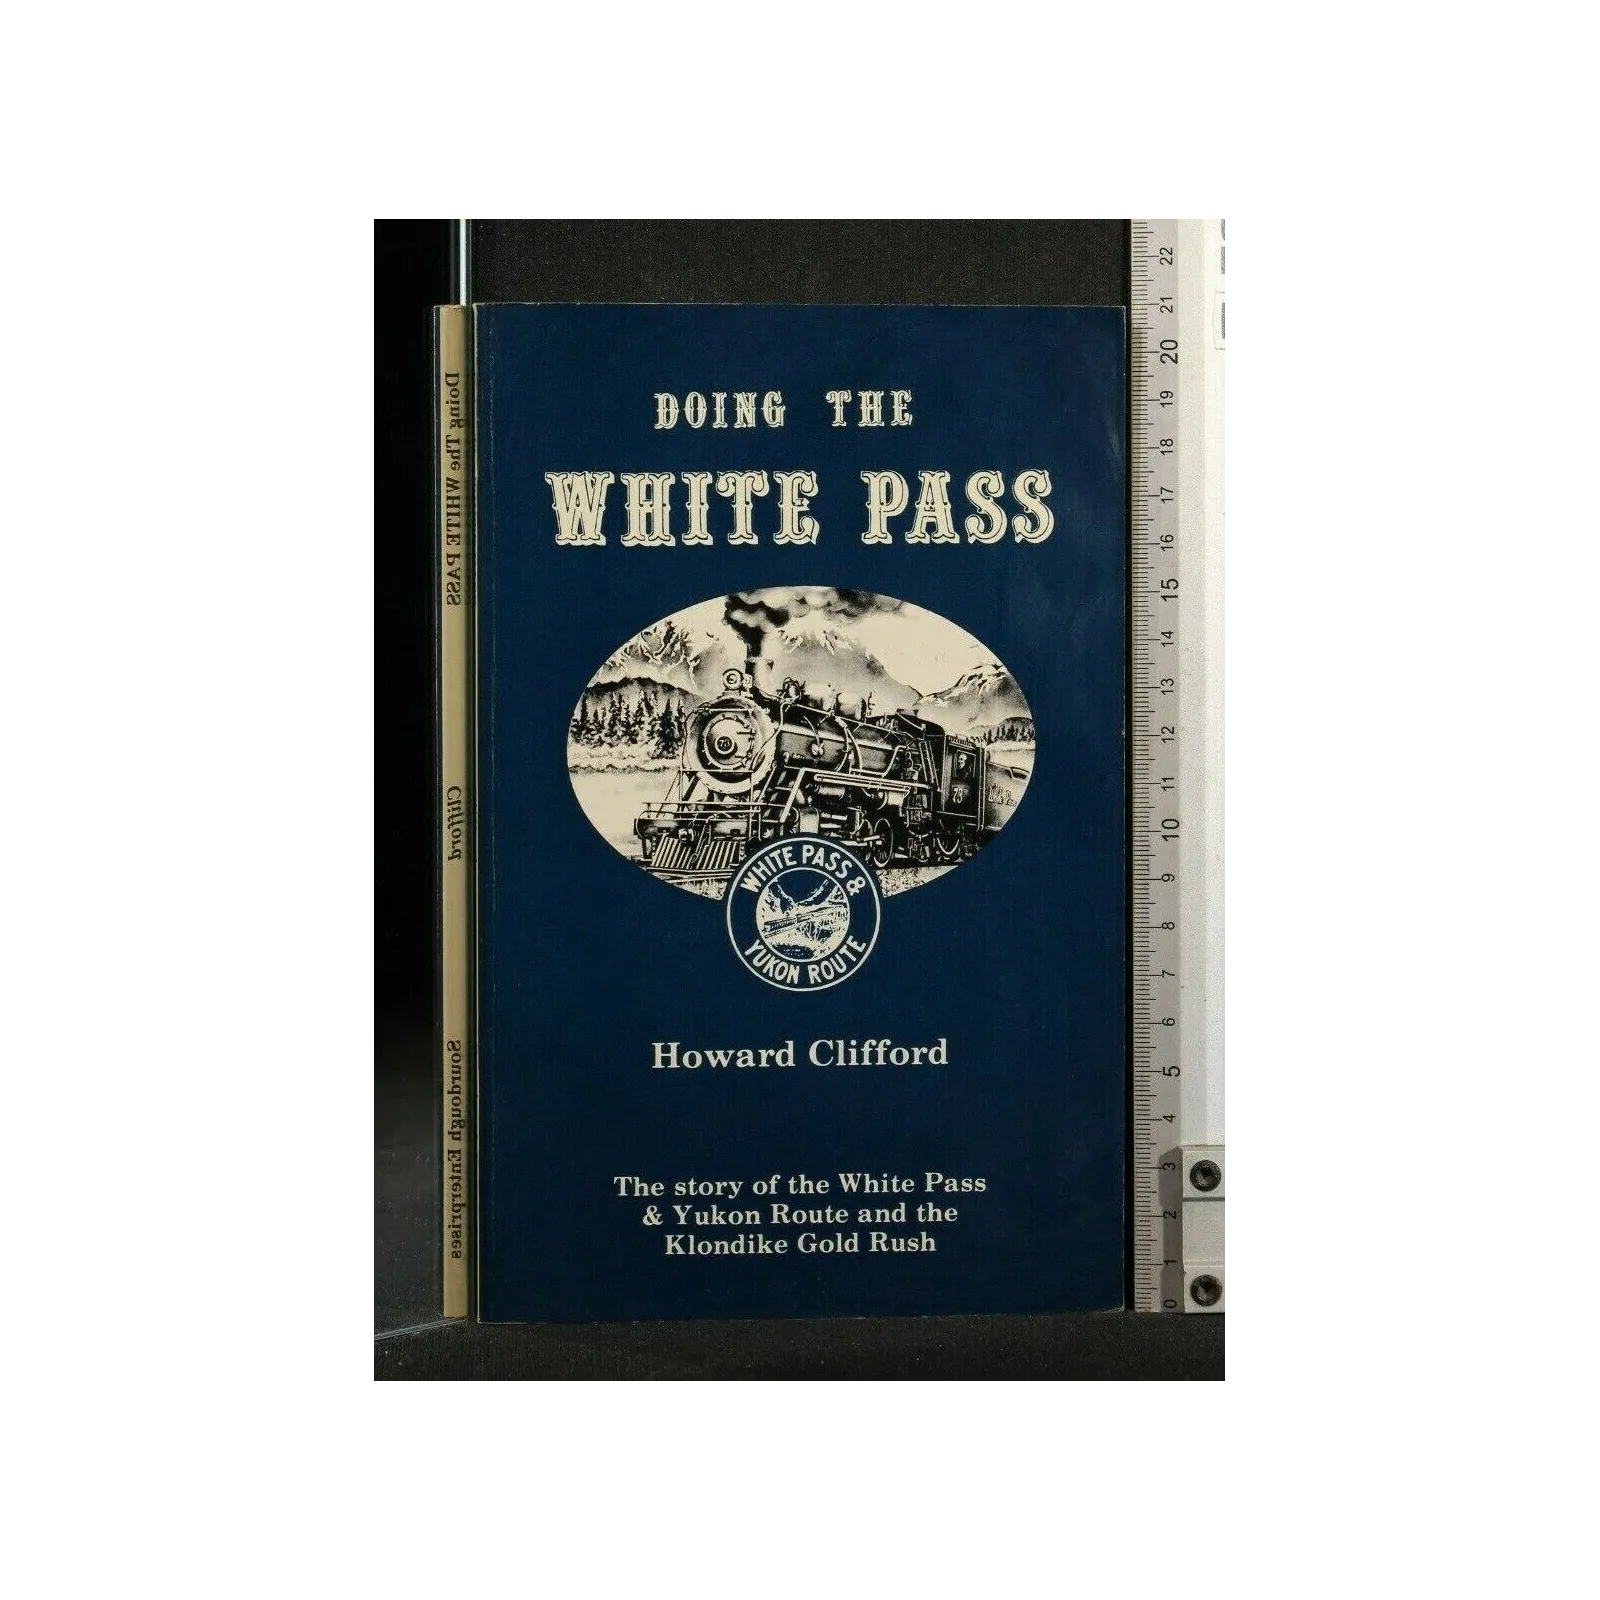 DOING THE
WHITE PASS
73
73
WHITE PASS &
YUKON ROUTE
Howard Clifford
The story of the White Pass
& Yukon Route and the
Klondike Gold Rush
Doing The WHITE PASS
Clifford
Sourdough Enterprises
22
21
20
19
18
17
16
15
14
13
12
11
10
9
8
7
6
5
4
3
2
1
0